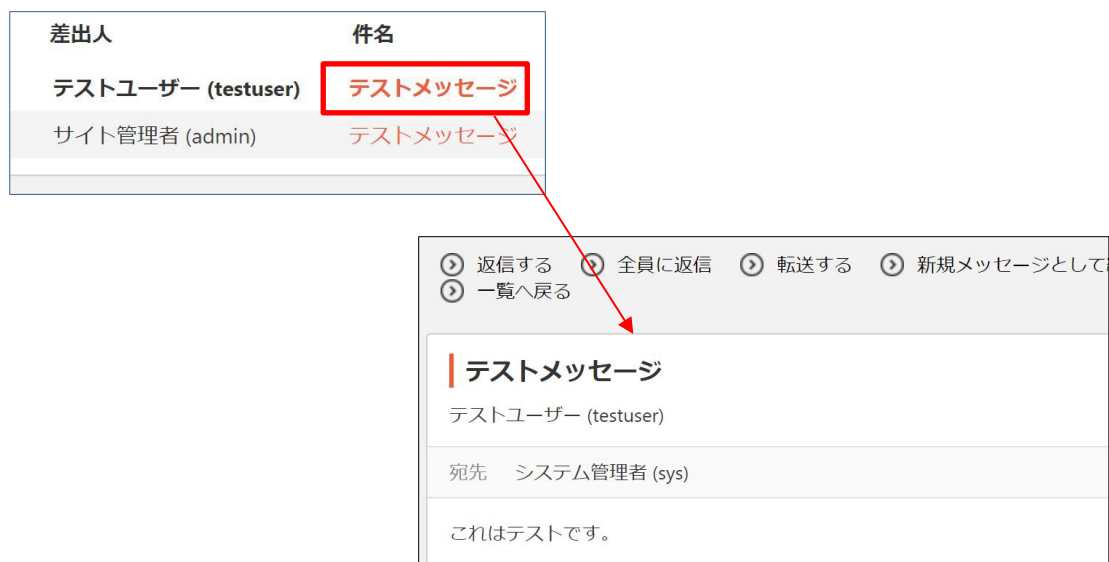 差出人 件名
テストユーザー (testuser) テストメッセージ
サイト管理者 (admin) テストメッセージ
返信する 全員に返信 転送する 新規メッセージとして
一覧へ戻る
テストメッセージ
テストユーザー (testuser)
宛先 システム管理者 (sys)
これはテストです。